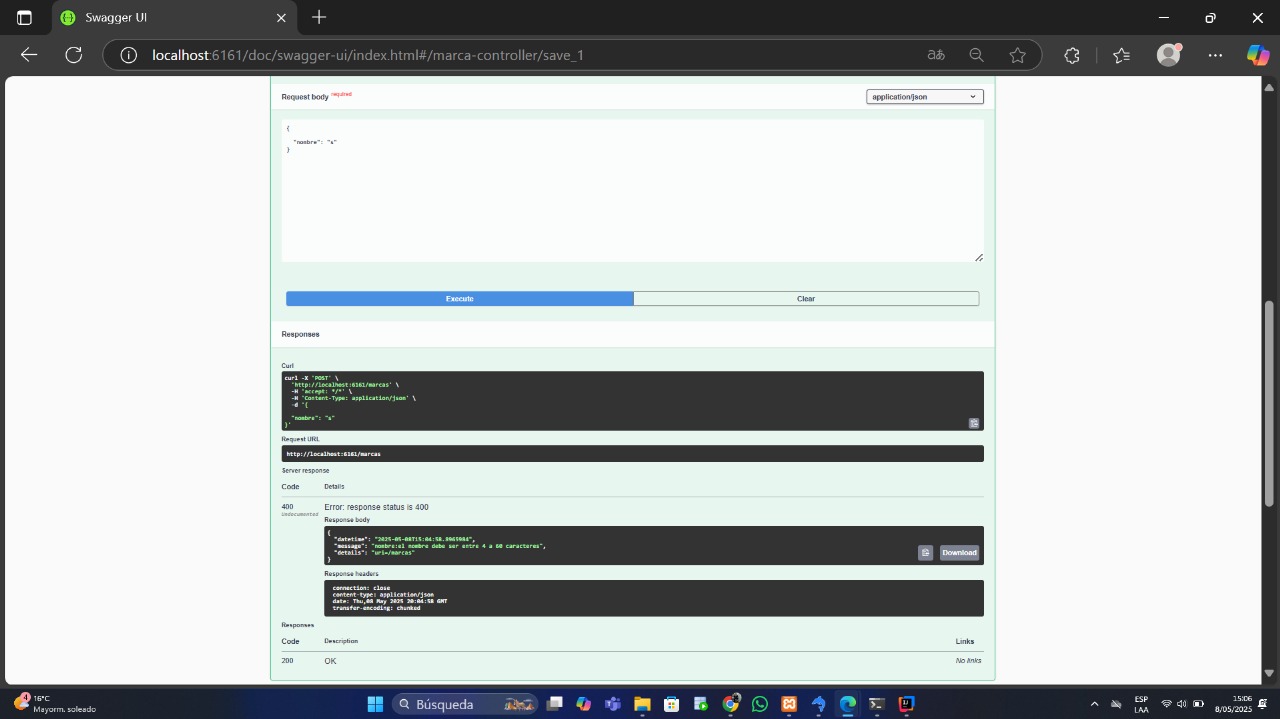 Swagger UI
localhost:6161/doc/swagger-ui/index.html#/marca-controller/save_1
Request body required
application/json
{
"nombre": "s"
}
Execute
Clear
Responses
Curl
curl -X 'POST' \
'http://localhost:6161/marcas' \
-H 'accept: */*' \
-H 'Content-Type: application/json' \
-d '{
"nombre": "s"
}'
Request URL
http://localhost:6161/marcas
Server response
Code Details
400 Error: response status is 400
Undocumented
Response body
{
"datetime": "2025-05-08T15:04:58.8965984",
"message": "nombre:el nombre debe ser entre 4 a 60 caracteres",
"details": "uri=/marcas"
}
Download
Response headers
connection: close
content-type: application/json
date: Thu,08 May 2025 20:04:58 GMT
transfer-encoding: chunked
Responses
Code Description Links
200 OK No links
4
16°C
Mayorm. soleado
Búsqueda
ESP
LAA
15:06
8/05/2025